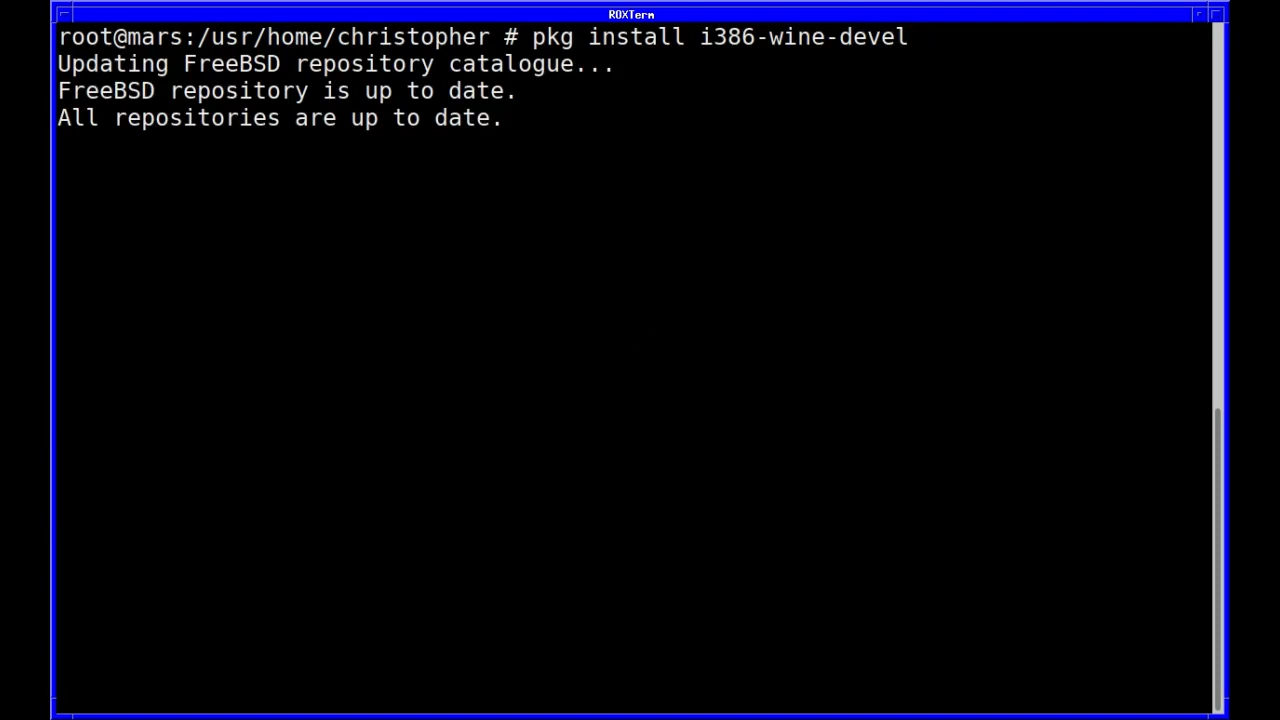 ROXTerm
root@mars:/usr/home/christopher # pkg install i386-wine-devel
Updating FreeBSD repository catalogue...
FreeBSD repository is up to date.
All repositories are up to date.